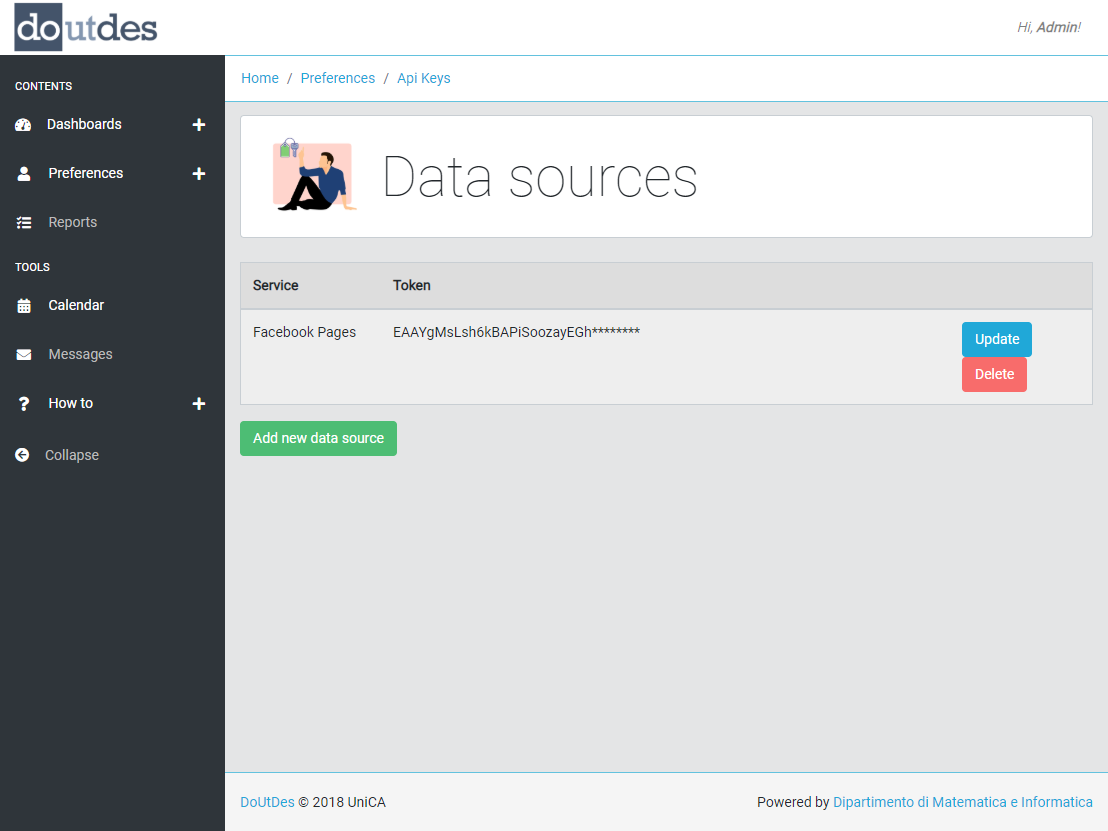 doutdes
Hi, Admin!
CONTENTS
Dashboards
Preferences
Reports
TOOLS
Calendar
Messages
How to
Collapse
Home / Preferences / Api Keys
Data sources
Service Token
Facebook Pages EAAYgMsLsh6kBAPiSoozayEGh********
Update
Delete
Add new data source
DoUtDes © 2018 UniCA
Powered by Dipartimento di Matematica e Informatica